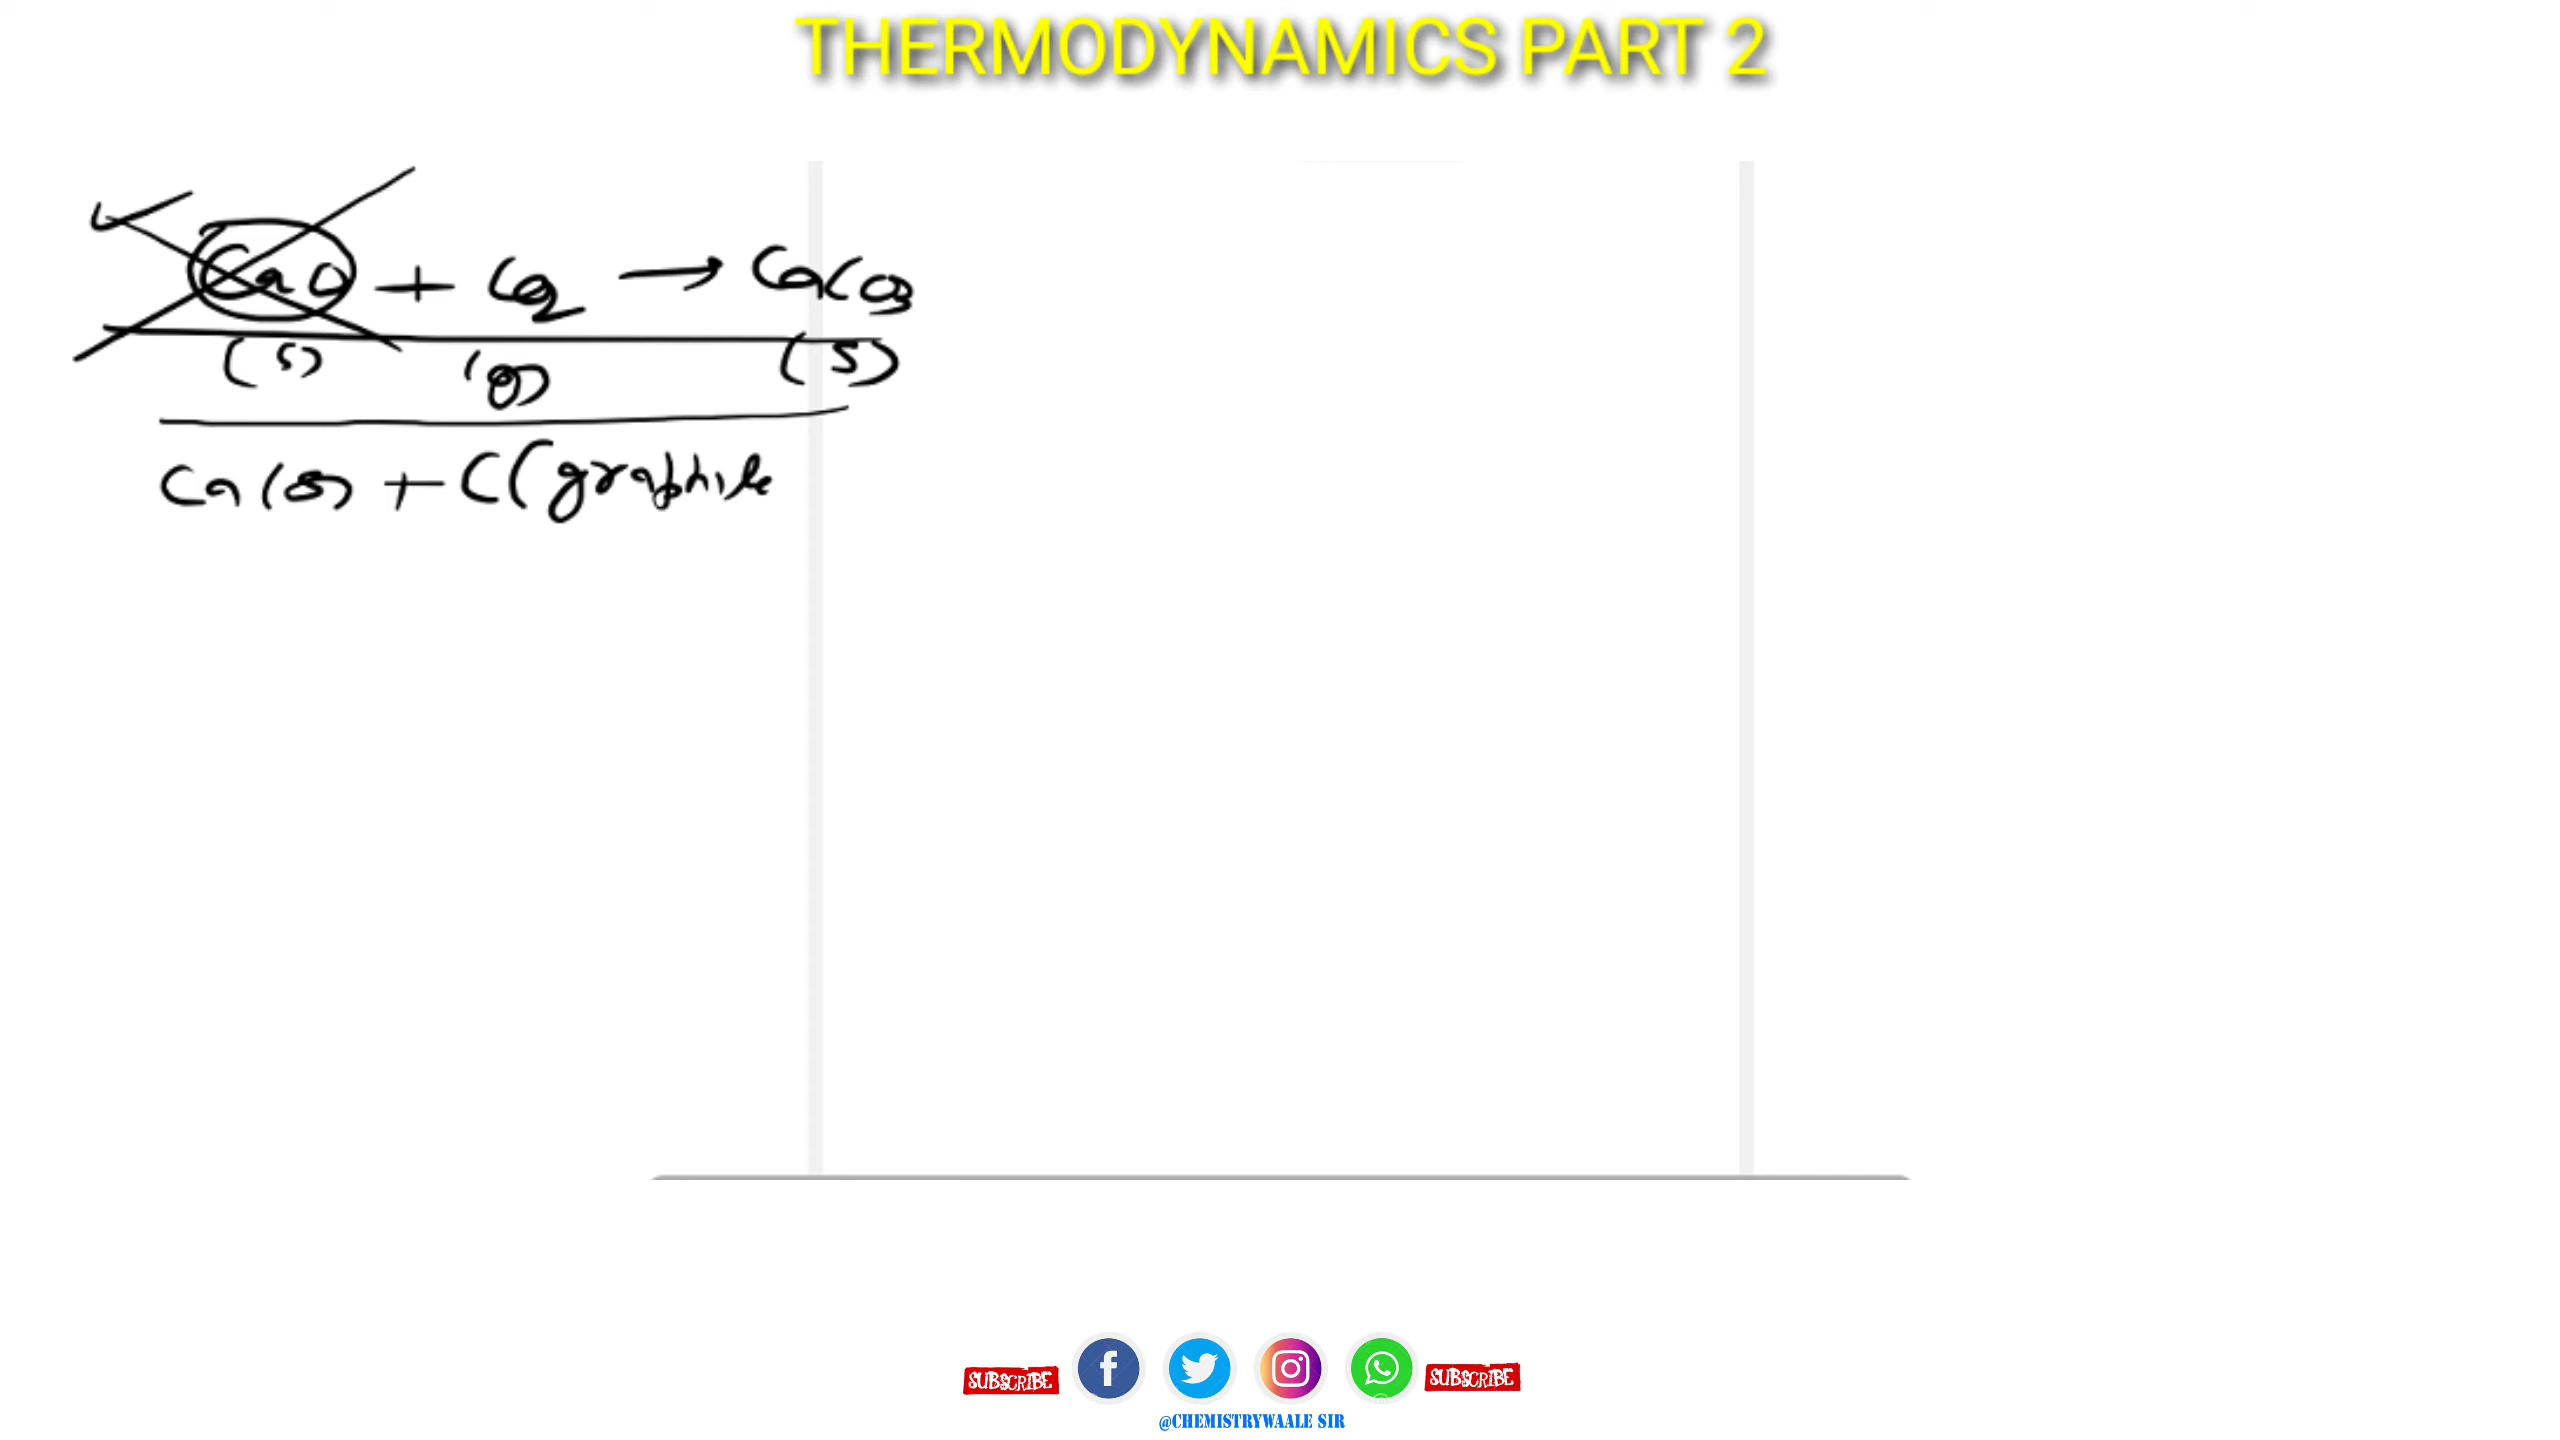 THERMODYNAMICS PART 2
CaO + CO2 → CaCO3
(s) (g) (s)
Ca(s) + C(graphite
SUBSCRIBE f SUBSCRIBE
@CHEMISTRYWAALE SIR